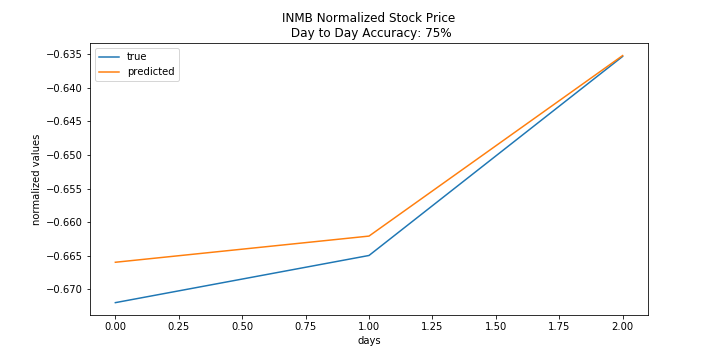 INMB Normalized Stock Price
Day to Day Accuracy: 75%
true
predicted
−0.635
−0.640
−0.645
−0.650
−0.655
−0.660
−0.665
−0.670
normalized values
0.00 0.25 0.50 0.75 1.00 1.25 1.50 1.75 2.00
days